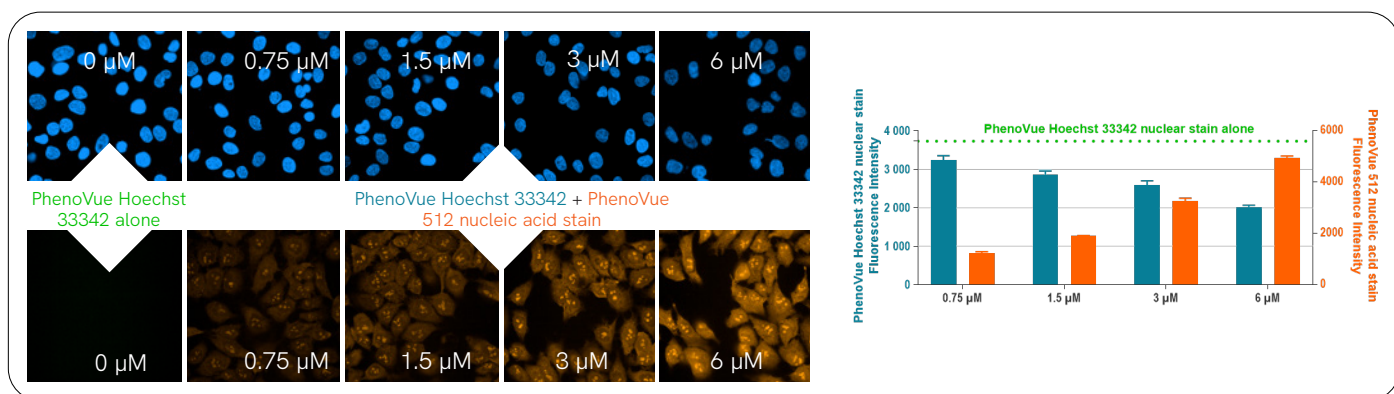 0 µM
0.75 µM
1.5 µM
3 µM
6 µM
PhenoVue Hoechst
33342 alone
PhenoVue Hoechst 33342 + PhenoVue
512 nucleic acid stain
0 µM
0.75 µM
1.5 µM
3 µM
6 µM
PhenoVue Hoechst 33342 nuclear stain
Fluorescence Intensity
4 000
3 000
2 000
1 000
0
PhenoVue Hoechst 33342 nuclear stain alone
0.75 µM
1.5 µM
3 µM
6 µM
6000
4000
2000
0
PhenoVue 512 nucleic acid stain
Fluorescence Intensity